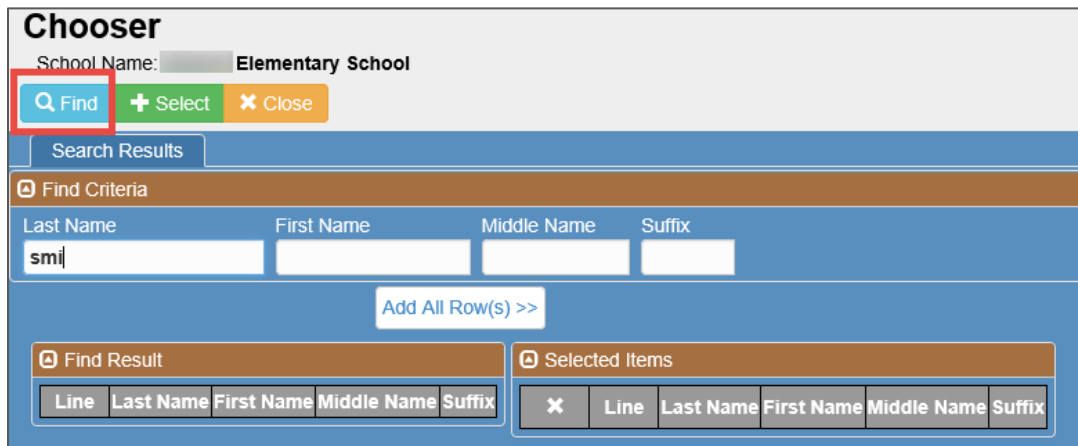 Chooser
School Name: Elementary School
Find Select Close
Search Results
Find Criteria
Last Name First Name Middle Name Suffix
smi
Add All Row(s) >>
Find Result Selected Items
Line Last Name First Name Middle Name Suffix Line Last Name First Name Middle Name Suffix